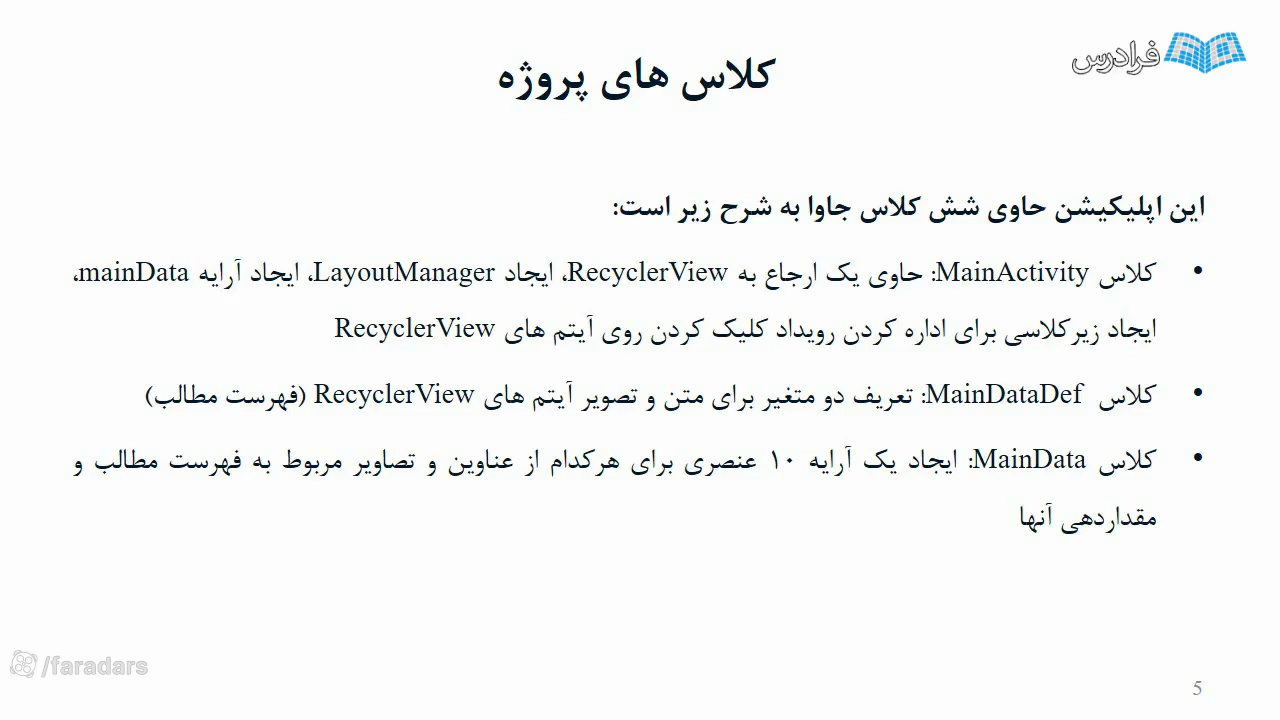 فرادرس
کلاس های پروژه
این اپلیکیشن حاوی شش کلاس جاوا به شرح زیر است:
• کلاس MainActivity: حاوی یک ارجاع به RecyclerView، ایجاد LayoutManager، ایجاد آرایه mainData،
ایجاد زیرکلاسی برای اداره کردن رویداد کلیک کردن روی آیتم های RecyclerView
• کلاس MainDataDef: تعریف دو متغیر برای متن و تصویر آیتم های RecyclerView (فهرست مطالب)
• کلاس MainData: ایجاد یک آرایه ۱۰ عنصری برای هرکدام از عناوین و تصاویر مربوط به فهرست مطالب و
مقداردهی آنها
/faradars
5